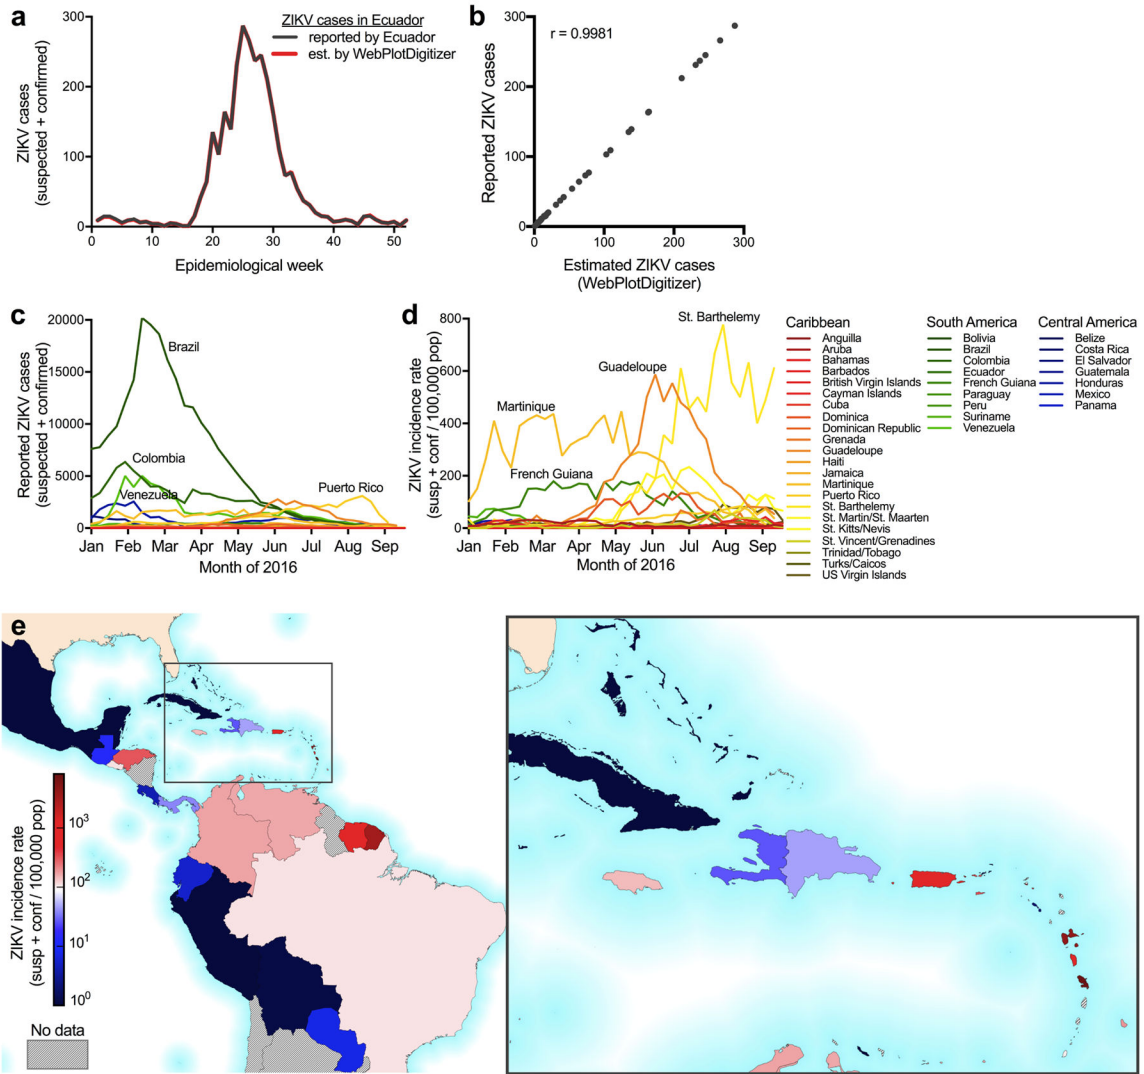 a
ZIKV cases
(suspected + confirmed)
300
200
100
0
0 10 20 30 40 50
Epidemiological week
ZIKV cases in Ecuador
reported by Ecuador
est. by WebPlotDigitizer
b
Reported ZIKV cases
300
200
100
0
r = 0.9981
0 100 200 300
Estimated ZIKV cases
(WebPlotDigitizer)
c
Reported ZIKV cases
(suspected + confirmed)
20000
15000
10000
5000
0
Brazil
Colombia
Venezuela
Puerto Rico
Jan Feb Mar Apr May Jun Jul Aug Sep
Month of 2016
d
ZIKV incidence rate
(susp + conf / 100,000 pop)
800
600
400
200
0
St. Barthelemy
Guadeloupe
Martinique
French Guiana
Jan Feb Mar Apr May Jun Jul Aug Sep
Month of 2016
Caribbean
Anguilla
Aruba
Bahamas
Barbados
British Virgin Islands
Cayman Islands
Cuba
Dominica
Dominican Republic
Grenada
Guadeloupe
Haiti
Jamaica
Martinique
Puerto Rico
St. Barthelemy
St. Martin/St. Maarten
St. Kitts/Nevis
St. Vincent/Grenadines
Trinidad/Tobago
Turks/Caicos
US Virgin Islands
South America
Bolivia
Brazil
Colombia
Ecuador
French Guiana
Paraguay
Peru
Suriname
Venezuela
Central America
Belize
Costa Rica
El Salvador
Guatemala
Honduras
Mexico
Panama
e
ZIKV incidence rate
(susp + conf / 100,000 pop)
10³
10²
10¹
10⁰
No data